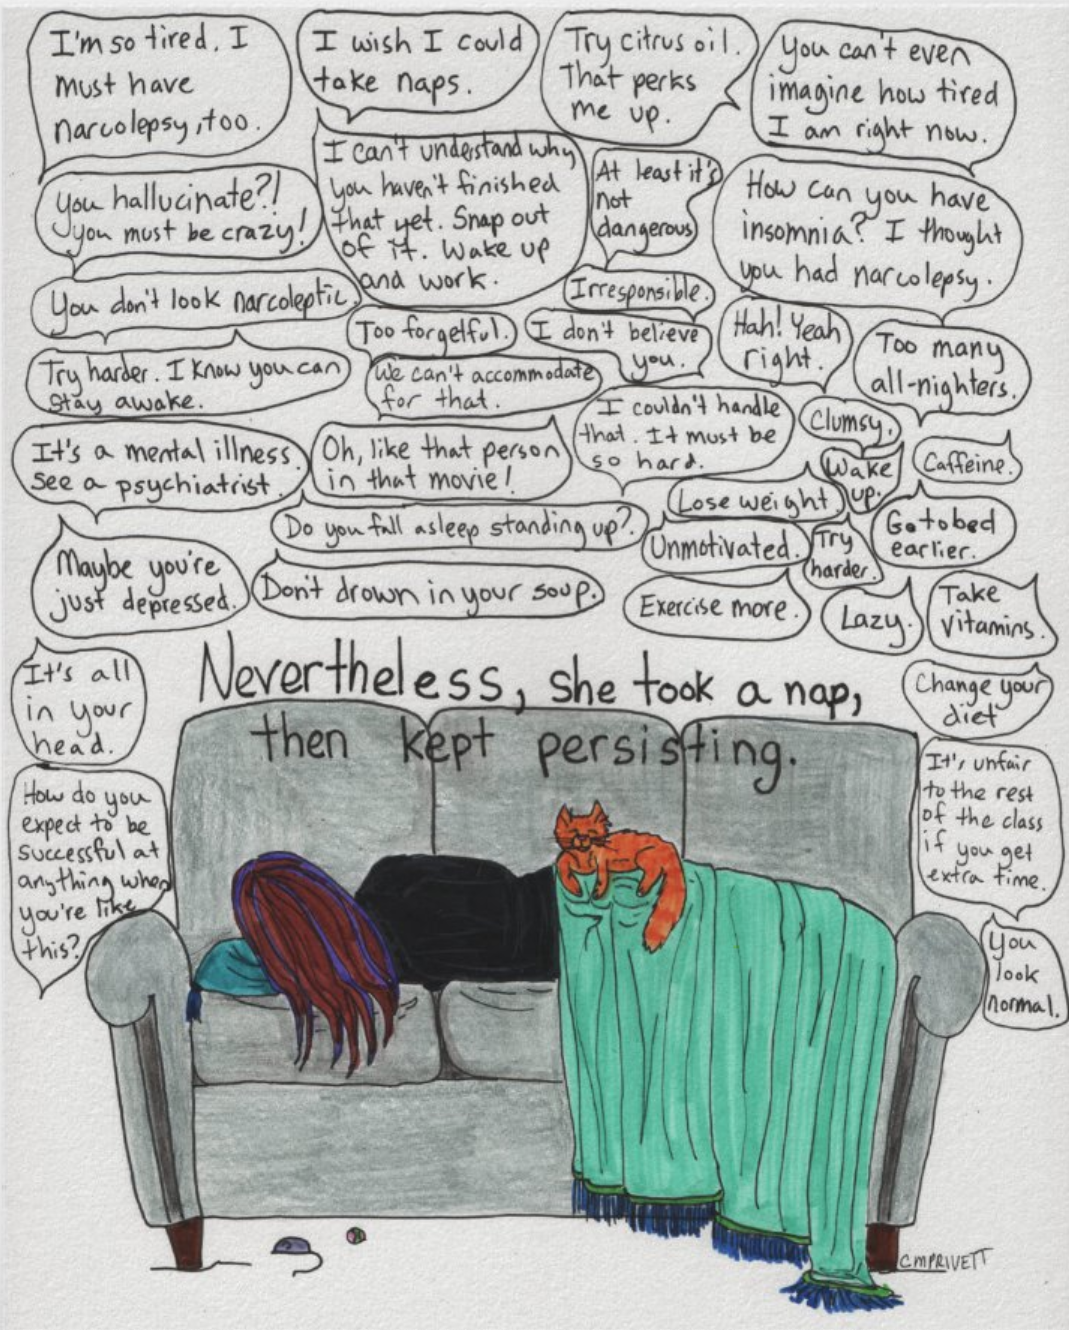 I'm so tired. I
must have
narcolepsy, too.
I wish I could
take naps.
Try citrus oil.
That perks
me up.
You can't even
imagine how tired
I am right now.
You hallucinate?!
you must be crazy!
I can't understand why
you haven't finished
that yet. Snap out
of it. Wake up
and work.
At least it's
not
dangerous
How can you have
insomnia? I thought
you had narcolepsy.
You don't look narcoleptic.
Irresponsible.
Too forgetful.
I don't believe
you.
Hah! Yeah
right.
Too many
all-nighters.
Try harder. I know you can
stay awake.
We can't accommodate
for that.
I couldn't handle
that. It must be
so hard.
Clumsy.
It's a mental illness.
See a psychiatrist.
Oh, like that person
in that movie!
Wake
up.
Caffeine.
Lose weight.
Do you fall asleep standing up?
Unmotivated.
Try
harder.
Go to bed
earlier.
Maybe you're
just depressed.
Don't drown in your soup.
Exercise more.
Lazy.
Take
vitamins.
It's all
in your
head.
Nevertheless, she took a nap,
then kept persisting.
Change your
diet
How do you
expect to be
successful at
anything when
you're like
this?
It's unfair
to the rest
of the class
if you get
extra time.
You
look
normal.
CMPRIVETT